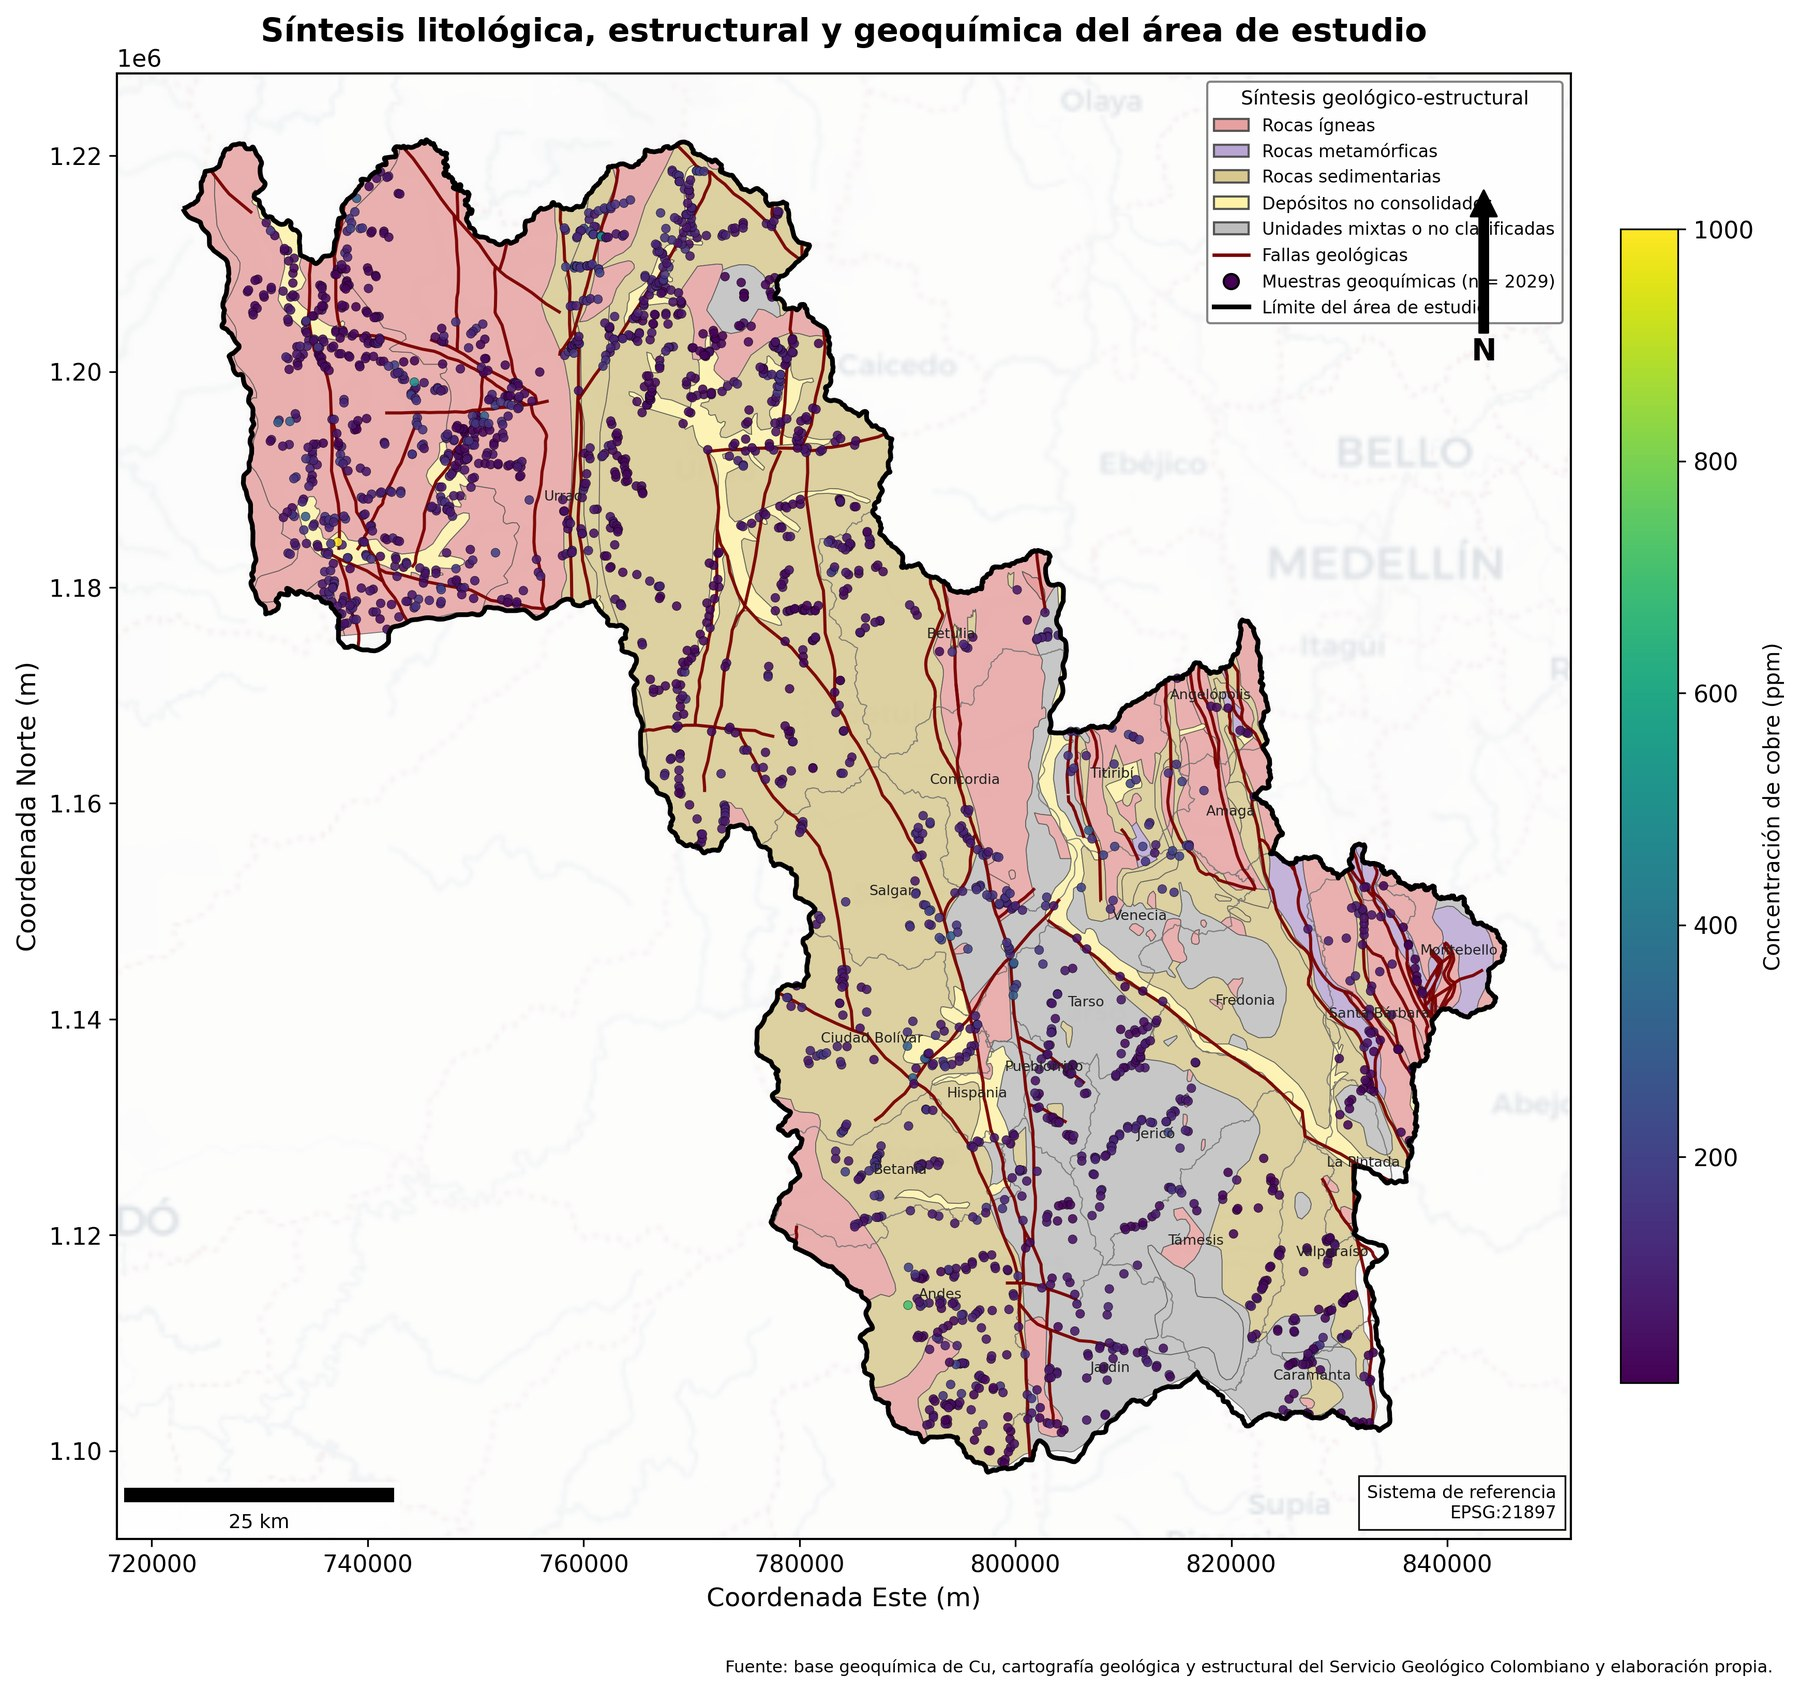 Síntesis litológica, estructural y geoquímica del área de estudio
1e6
Olaya
Síntesis geológico-estructural
Rocas ígneas
Rocas metamórficas
Rocas sedimentarias
Depósitos no consolidados
Unidades mixtas o no clasificadas
Fallas geológicas
Muestras geoquímicas (n = 2029)
Límite del área de estudio
N
1.22
1.20
1.18
1.16
1.14
1.12
1.10
Coordenada Norte (m)
Caicedo
BELLO
Ebéjico
MEDELLÍN
Itagüí
R
Urrao
Betulia
Angelópolis
Concordia
Titiribí
Amagá
Salgar
Venecia
Montebello
Tarso
Fredonia
Santa Bárbara
Ciudad Bolívar
Pueblorrico
Hispania
Abejo
Jericó
Betania
La Pintada
DÓ
Támesis
Valparaíso
Andes
Jardín
Caramanta
Supía
25 km
Sistema de referencia
EPSG:21897
720000 740000 760000 780000 800000 820000 840000
Coordenada Este (m)
1000
800
600
400
200
Concentración de cobre (ppm)
Fuente: base geoquímica de Cu, cartografía geológica y estructural del Servicio Geológico Colombiano y elaboración propia.